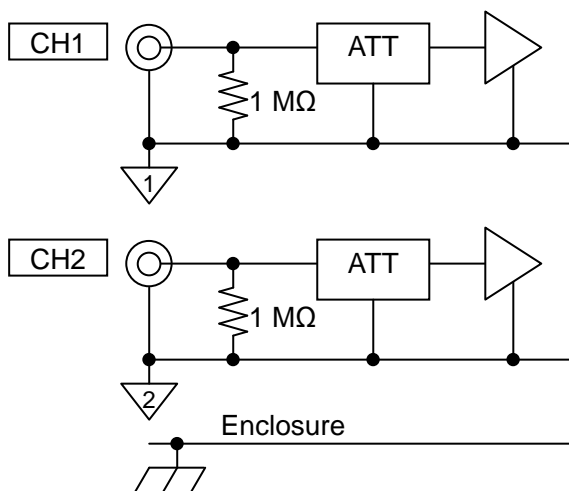 CH1
ATT
1 MΩ
1
CH2
ATT
1 MΩ
2
Enclosure